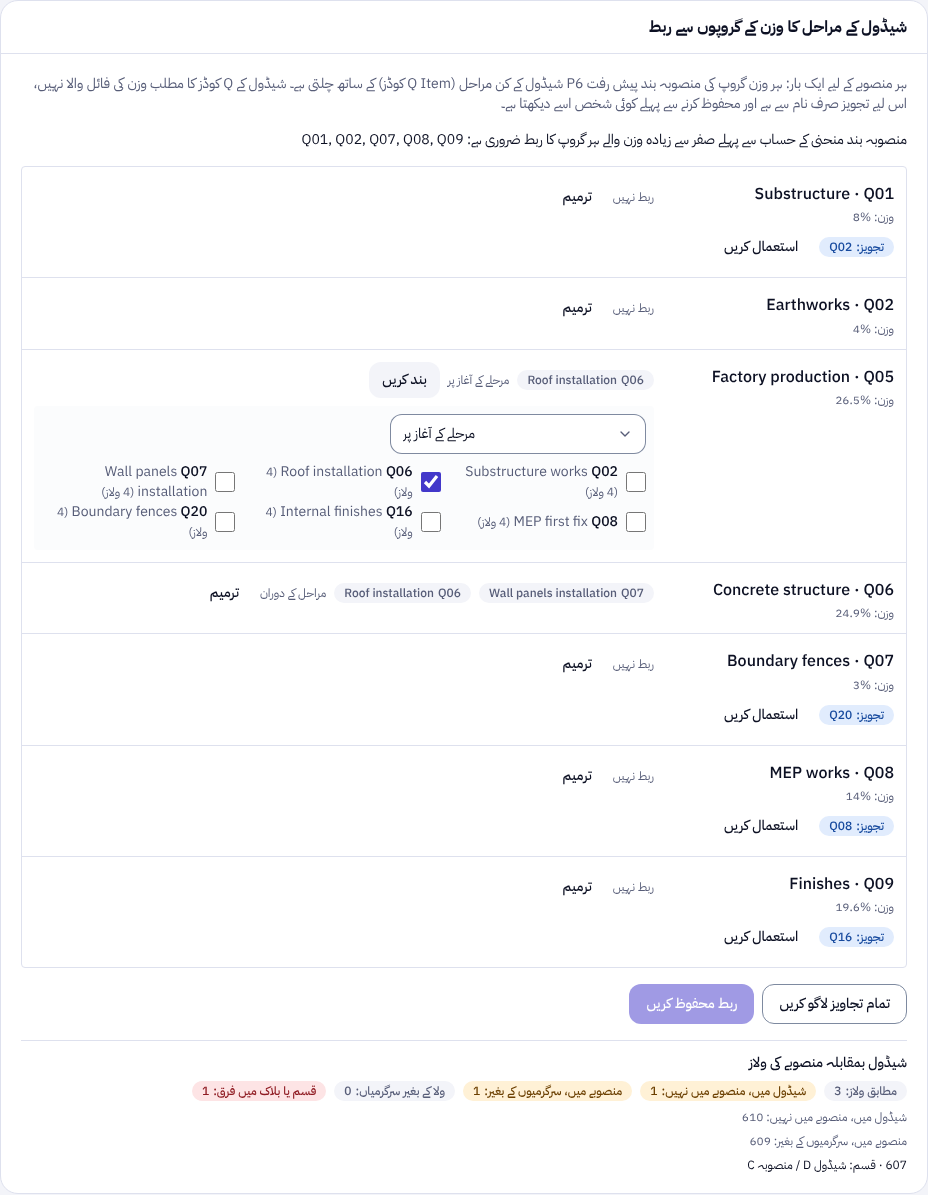 شیڈول کے مراحل کا وزن کے گروپوں سے ربط
ہر منصوبے کے لیے ایک بار: ہر وزن گروپ کی منصوبہ بند پیش رفت P6 شیڈول کے کن مراحل (Q Item کوڈز) کے ساتھ چلتی ہے۔ شیڈول کے Q کوڈز کا مطلب وزن کی فائل والا نہیں،
اس لیے تجویز صرف نام سے ہے اور محفوظ کرنے سے پہلے کوئی شخص اسے دیکھتا ہے۔
منصوبہ بند منحنی کے حساب سے پہلے صفر سے زیادہ وزن والے ہر گروپ کا ربط ضروری ہے: Q01, Q02, Q07, Q08, Q09
Substructure · Q01
ربط نہیں ترمیم
وزن: 8%
تجویز: Q02 استعمال کریں
Earthworks · Q02
ربط نہیں ترمیم
وزن: 4%
Factory production · Q05
Roof installation Q06 مرحلے کے آغاز پر بند کریں
وزن: 26.5%
مرحلے کے آغاز پر
Substructure works Q02 (4 ولاز)
Roof installation Q06 (4 ولاز)
Wall panels installation Q07 (4 ولاز)
MEP first fix Q08 (4 ولاز)
Internal finishes Q16 (4 ولاز)
Boundary fences Q20 (4 ولاز)
Concrete structure · Q06
Wall panels installation Q07 Roof installation Q06 مراحل کے دوران ترمیم
وزن: 24.9%
Boundary fences · Q07
ربط نہیں ترمیم
وزن: 3%
تجویز: Q20 استعمال کریں
MEP works · Q08
ربط نہیں ترمیم
وزن: 14%
تجویز: Q08 استعمال کریں
Finishes · Q09
ربط نہیں ترمیم
وزن: 19.6%
تجویز: Q16 استعمال کریں
تمام تجاویز لاگو کریں ربط محفوظ کریں
شیڈول بمقابلہ منصوبے کی ولاز
مطابق ولاز: 3 شیڈول میں، منصوبے میں نہیں: 1 منصوبے میں، سرگرمیوں کے بغیر: 1 ولا کے بغیر سرگرمیاں: 0 قسم یا بلاک میں فرق: 1
شیڈول میں، منصوبے میں نہیں: 610
منصوبے میں، سرگرمیوں کے بغیر: 609
607 · قسم: شیڈول D / منصوبہ C